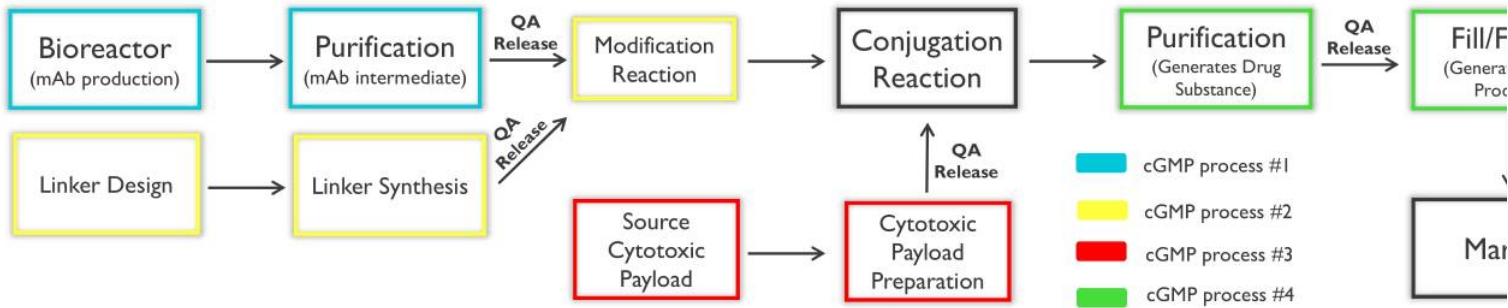 Bioreactor
(mAb production)
Purification
(mAb intermediate)
QA
Release
Modification
Reaction
Conjugation
Reaction
Purification
(Generates Drug
Substance)
QA
Release
Linker Design
Linker Synthesis
QA
Release
Source
Cytotoxic
Payload
Cytotoxic
Payload
Preparation
QA
Release
cGMP process #1
cGMP process #2
cGMP process #3
cGMP process #4